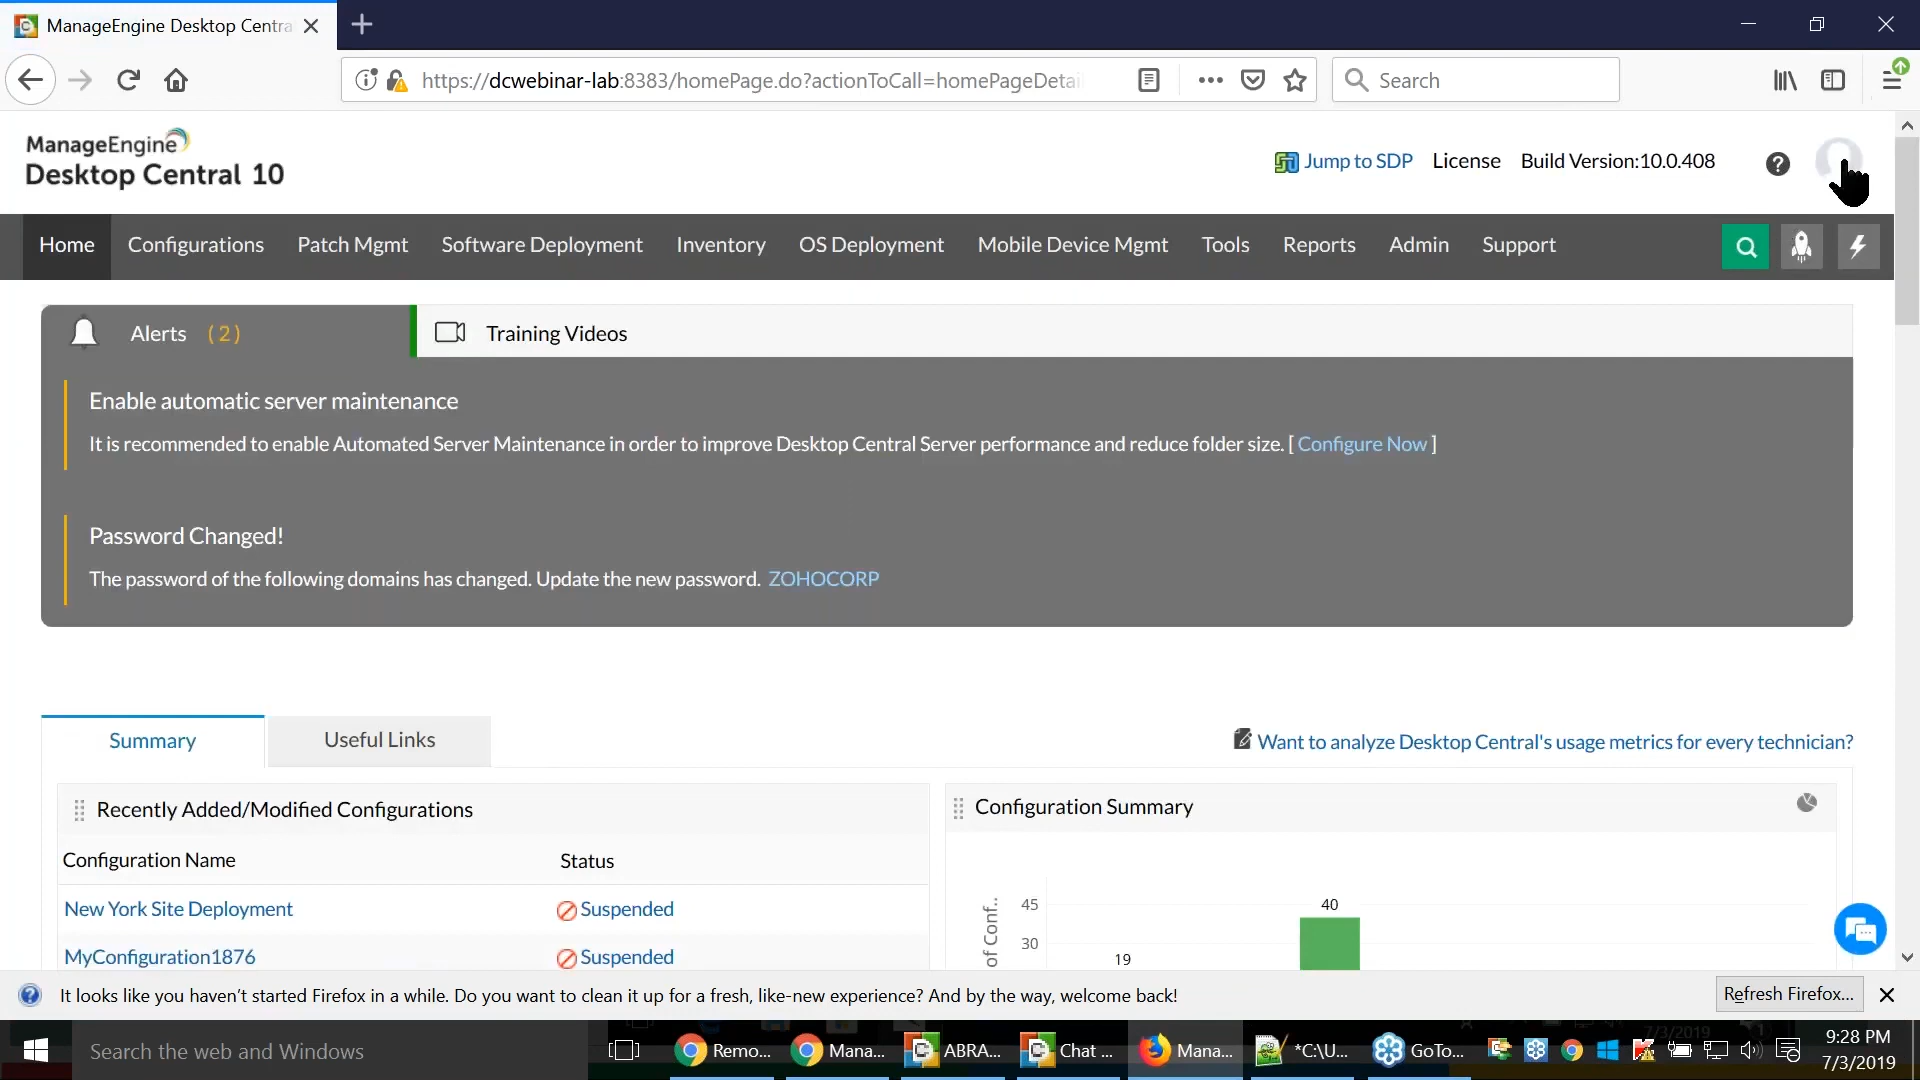 ManageEngine Desktop Centra
https://dcwebinar-lab:8383/homePage.do?actionToCall=homePageDetai
Search
ManageEngine
Desktop Central 10
Jump to SDP License Build Version:10.0.408
Home Configurations Patch Mgmt Software Deployment Inventory OS Deployment Mobile Device Mgmt Tools Reports Admin Support
Alerts (2) Training Videos
Enable automatic server maintenance
It is recommended to enable Automated Server Maintenance in order to improve Desktop Central Server performance and reduce folder size. [ Configure Now ]
Password Changed!
The password of the following domains has changed. Update the new password. ZOHOCORP
Summary Useful Links Want to analyze Desktop Central's usage metrics for every technician?
Recently Added/Modified Configurations
Configuration Name Status
New York Site Deployment Suspended
MyConfiguration1876 Suspended
Configuration Summary
of Conf..
45
30
19
40
It looks like you haven't started Firefox in a while. Do you want to clean it up for a fresh, like-new experience? And by the way, welcome back!
Refresh Firefox...
Search the web and Windows
Remo... Mana... ABRA... Chat ... Mana... *C:\U... GoTo...
9:28 PM
7/3/2019